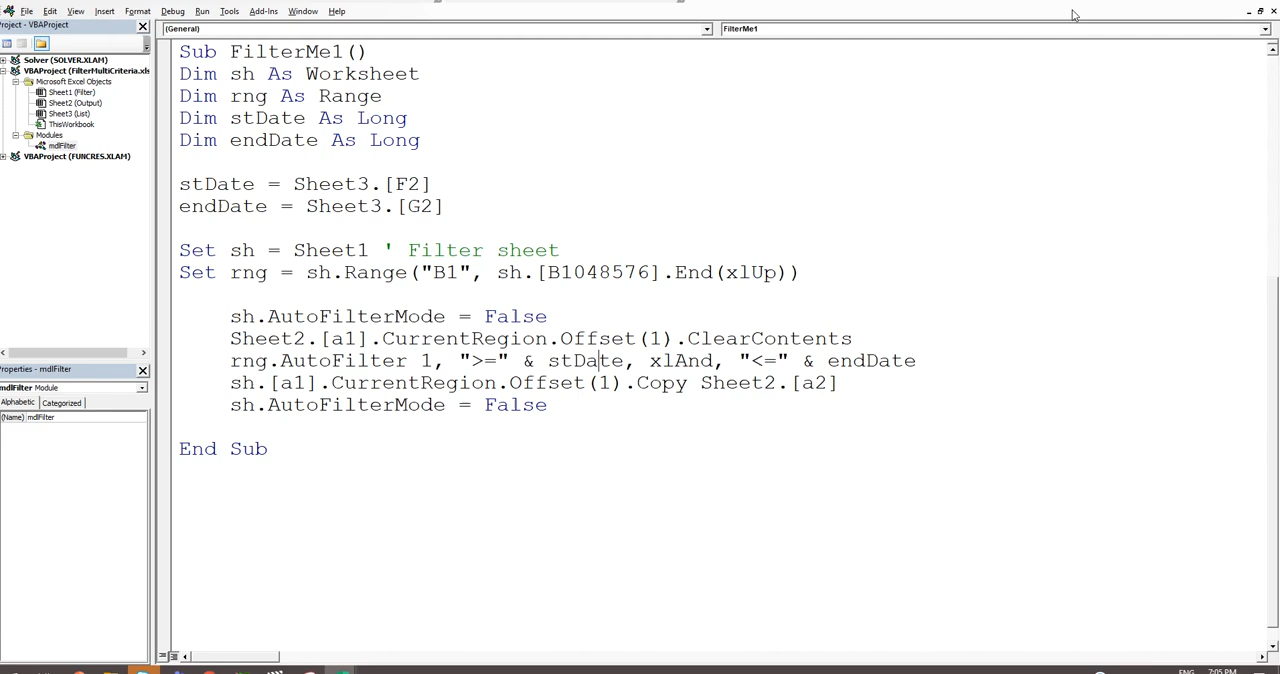 File Edit View Insert Format Debug Run Tools Add-Ins Window Help
Project - VBAProject
(General) FilterMe1
Solver (SOLVER.XLAM)
VBAProject (FilterMultiCriteria.xls
Microsoft Excel Objects
Sheet1 (Filter)
Sheet2 (Output)
Sheet3 (List)
ThisWorkbook
Modules
mdlFilter
VBAProject (FUNCRES.XLAM)
Properties - mdlFilter
mdlFilter Module
Alphabetic Categorized
(Name) mdlFilter
Sub FilterMe1()
Dim sh As Worksheet
Dim rng As Range
Dim stDate As Long
Dim endDate As Long
stDate = Sheet3.[F2]
endDate = Sheet3.[G2]
Set sh = Sheet1 ' Filter sheet
Set rng = sh.Range("B1", sh.[B1048576].End(xlUp))
sh.AutoFilterMode = False
Sheet2.[a1].CurrentRegion.Offset(1).ClearContents
rng.AutoFilter 1, ">=" & stDate, xlAnd, "<=" & endDate
sh.[a1].CurrentRegion.Offset(1).Copy Sheet2.[a2]
sh.AutoFilterMode = False
End Sub
ENG 7:05 PM